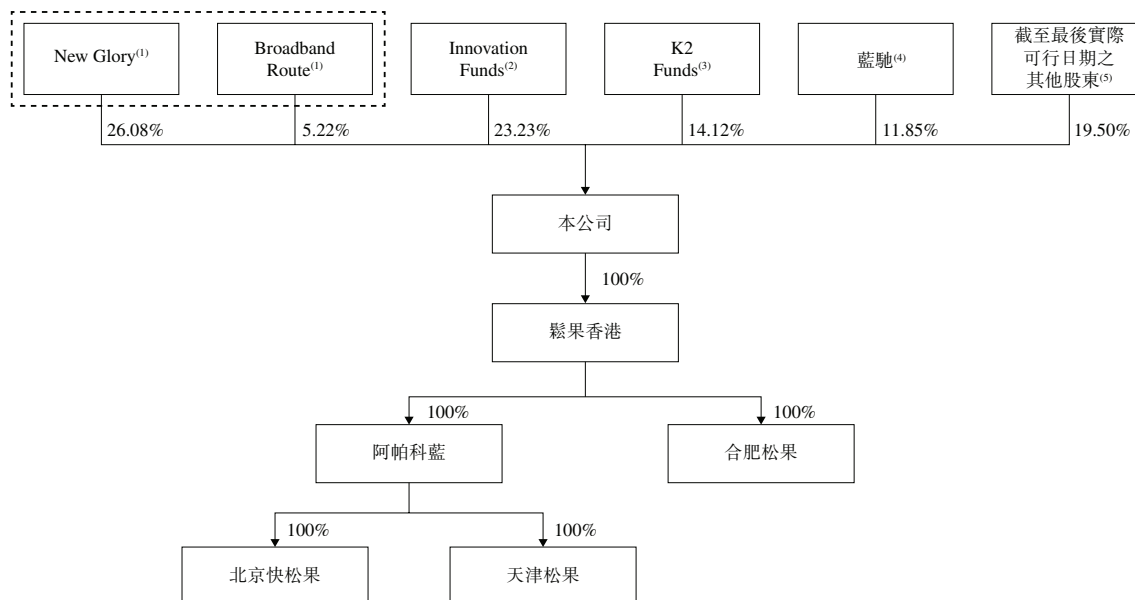 New Glory(1)
Broadband
Route(1)
Innovation
Funds(2)
K2
Funds(3)
藍馳(4)
截至最後實際
可行日期之
其他股東(5)
26.08%
5.22%
23.23%
14.12%
11.85%
19.50%
本公司
100%
鬆果香港
100%
100%
阿帕科藍
合肥松果
100%
100%
北京快松果
天津松果